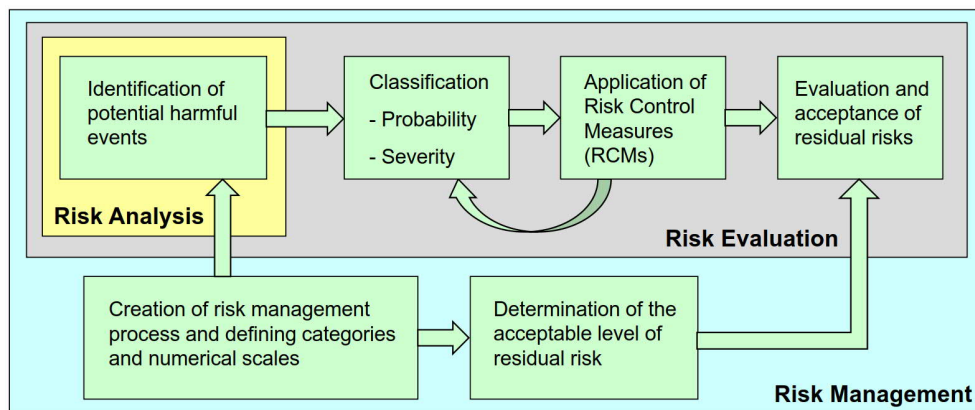 Identification of
potential harmful
events
Risk Analysis
Classification
- Probability
- Severity
Application of
Risk Control
Measures
(RCMs)
Evaluation and
acceptance of
residual risks
Risk Evaluation
Creation of risk management
process and defining categories
and numerical scales
Determination of the
acceptable level of
residual risk
Risk Management